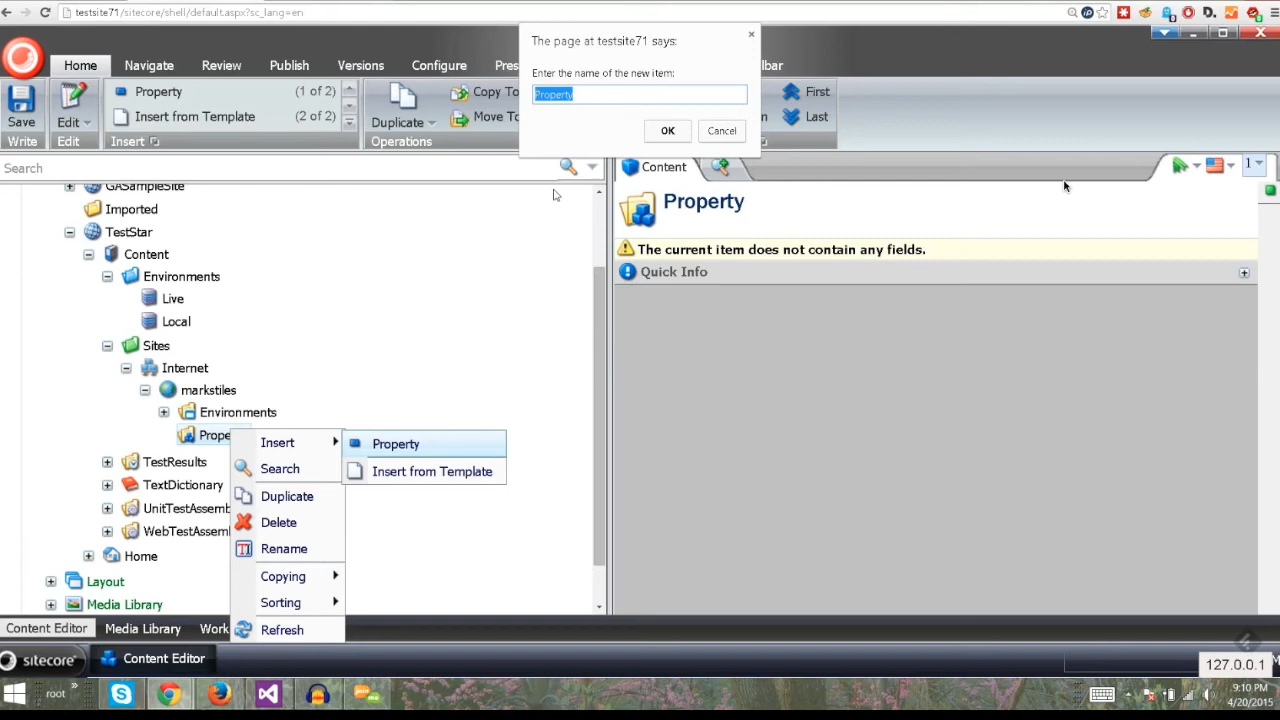 testsite71/sitecore/shell/default.aspx?sc_lang=en
The page at testsite71 says:
Enter the name of the new item:
Property
OK
Cancel
Home
Navigate
Review
Publish
Versions
Configure
Property
(1 of 2)
Insert from Template
(2 of 2)
Save
Edit
Duplicate
Copy To
Move To
First
Last
Write
Edit
Insert
Operations
Search
GASampleSite
Imported
TestStar
Content
Environments
Live
Local
Sites
Internet
markstiles
Environments
TestResults
TextDictionary
Home
Layout
Media Library
Insert
Search
Duplicate
Delete
Rename
Copying
Sorting
Refresh
Property
Insert from Template
Content
1
Property
The current item does not contain any fields.
Quick Info
Content Editor
Media Library
sitecore
Content Editor
127.0.0.1
root
9:10 PM
4/20/2015